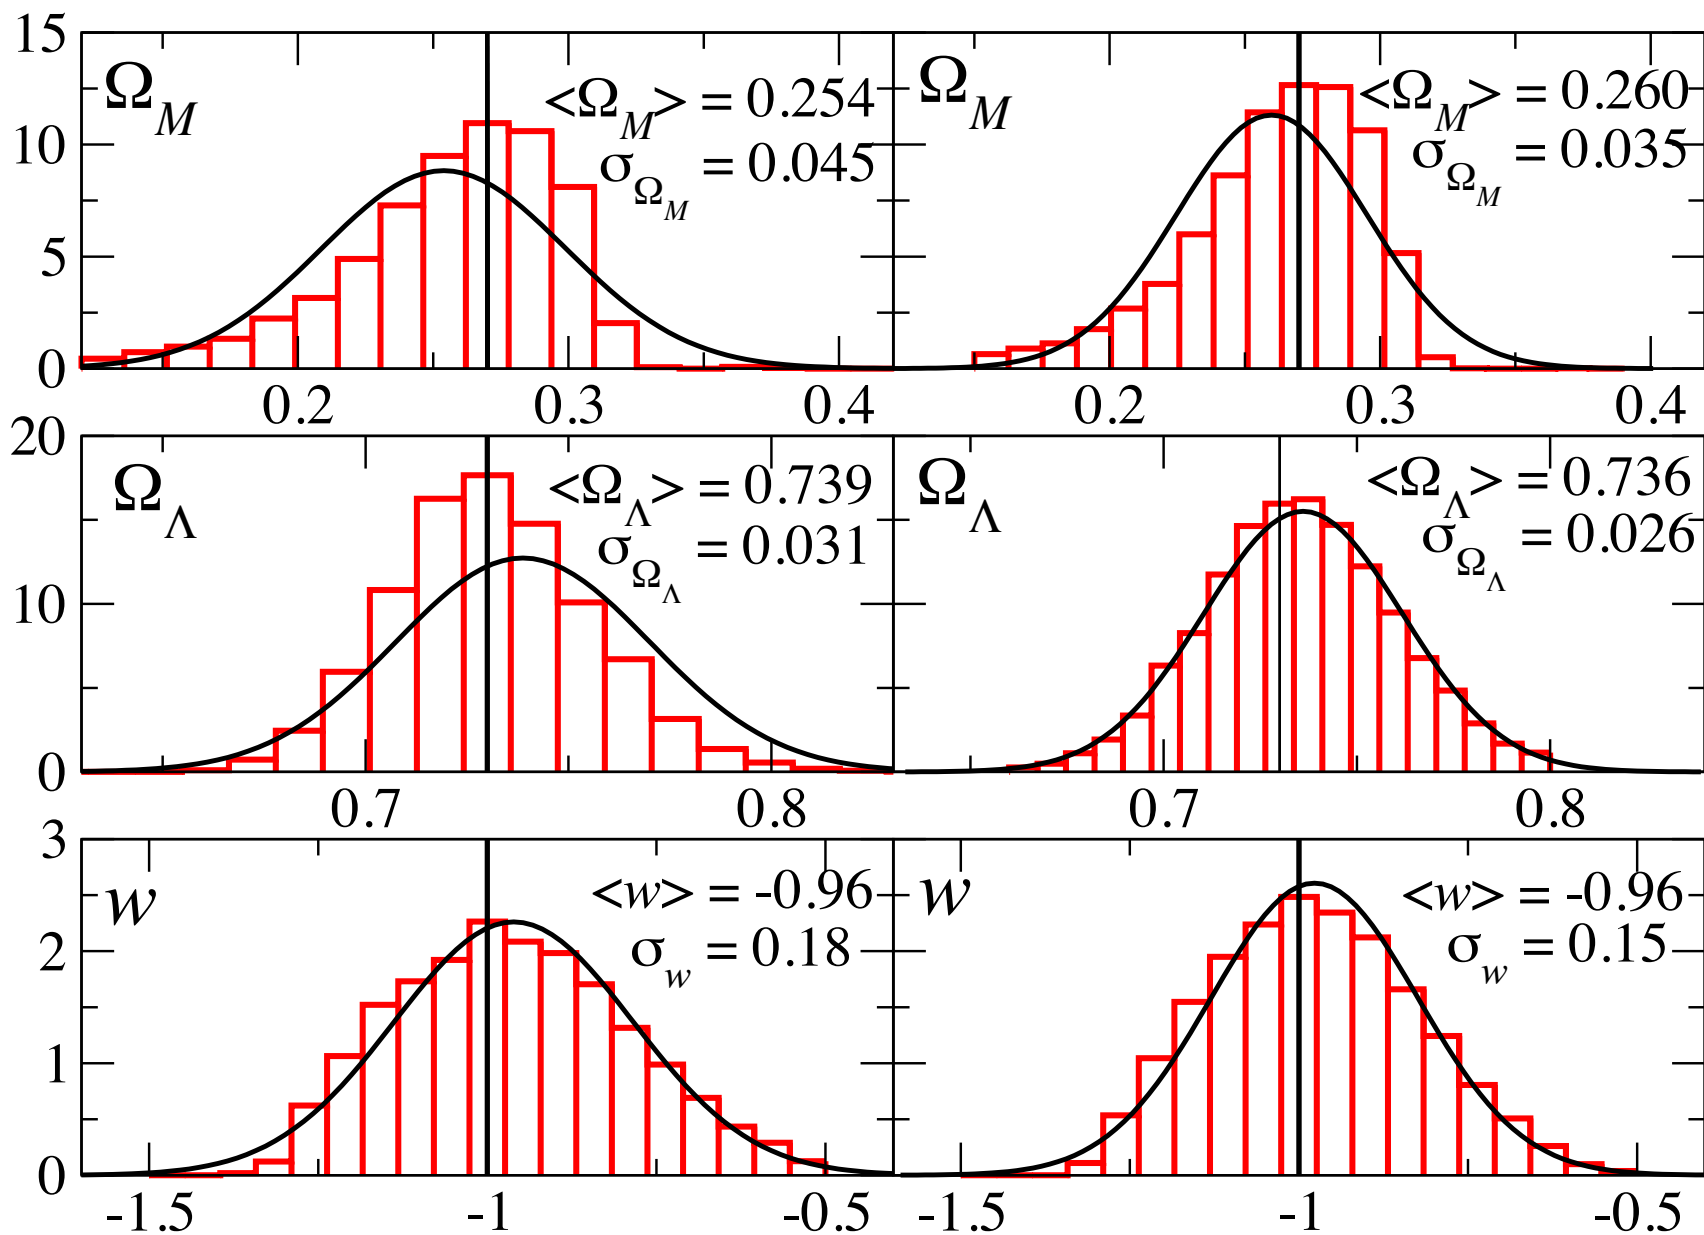 15
10
5
0
Ω_M
<Ω_M> = 0.254
σ_Ω_M = 0.045
Ω_M
<Ω_M> = 0.260
σ_Ω_M = 0.035
0.2 0.3 0.4 0.2 0.3 0.4
20
10
0
Ω_Λ
<Ω_Λ> = 0.739
σ_Ω_Λ = 0.031
Ω_Λ
<Ω_Λ> = 0.736
σ_Ω_Λ = 0.026
0.7 0.8 0.7 0.8
3
2
1
0
w
<w> = -0.96
σ_w = 0.18
w
<w> = -0.96
σ_w = 0.15
-1.5 -1 -0.5 -1.5 -1 -0.5